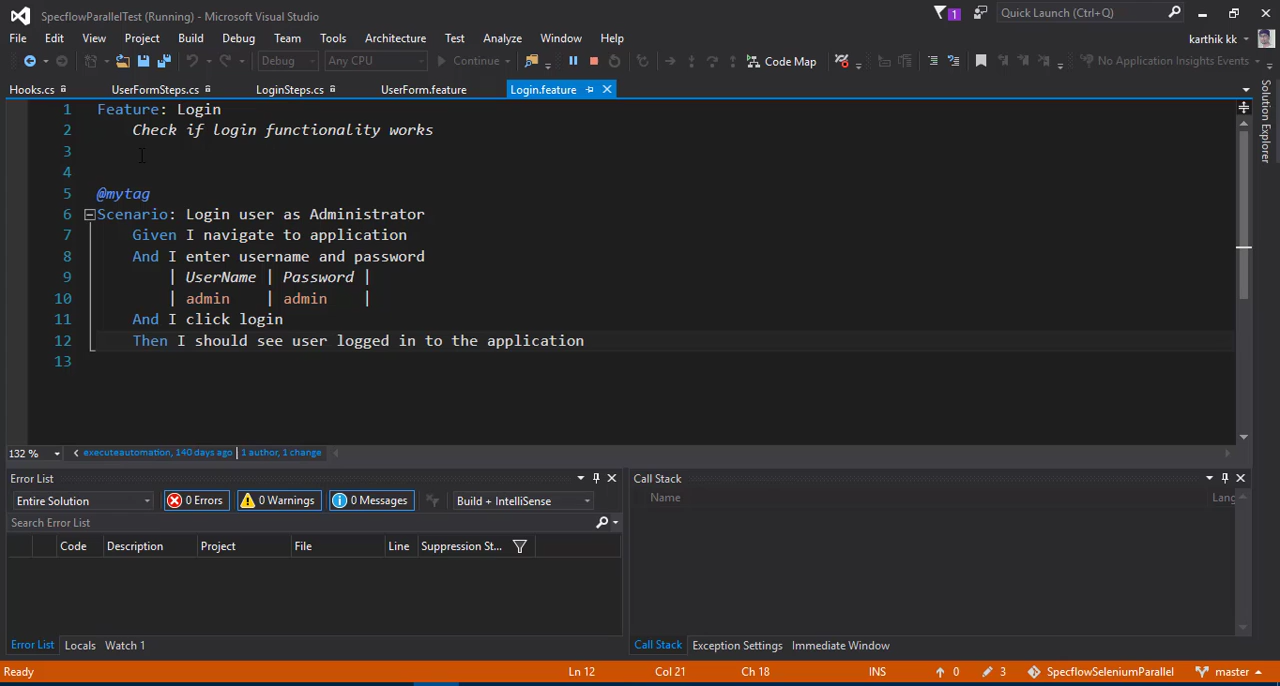 SpecflowParallelTest (Running) - Microsoft Visual Studio
1
Quick Launch (Ctrl+Q)
File Edit View Project Build Debug Team Tools Architecture Test Analyze Window Help
karthik kk
Debug Any CPU Continue Code Map No Application Insights Events
Hooks.cs UserFormSteps.cs LoginSteps.cs UserForm.feature Login.feature
Solution Explorer
1 Feature: Login
2 Check if login functionality works
3
4
5 @mytag
6 Scenario: Login user as Administrator
7 Given I navigate to application
8 And I enter username and password
9 | UserName | Password |
10 | admin | admin |
11 And I click login
12 Then I should see user logged in to the application
13
132 % executeautomation, 140 days ago | 1 author, 1 change
Error List
Entire Solution 0 Errors 0 Warnings 0 Messages Build + IntelliSense
Search Error List
Code Description Project File Line Suppression St...
Error List Locals Watch 1
Call Stack
Name Lang
Call Stack Exception Settings Immediate Window
Ready Ln 12 Col 21 Ch 18 INS 0 3 SpecflowSeleniumParallel master